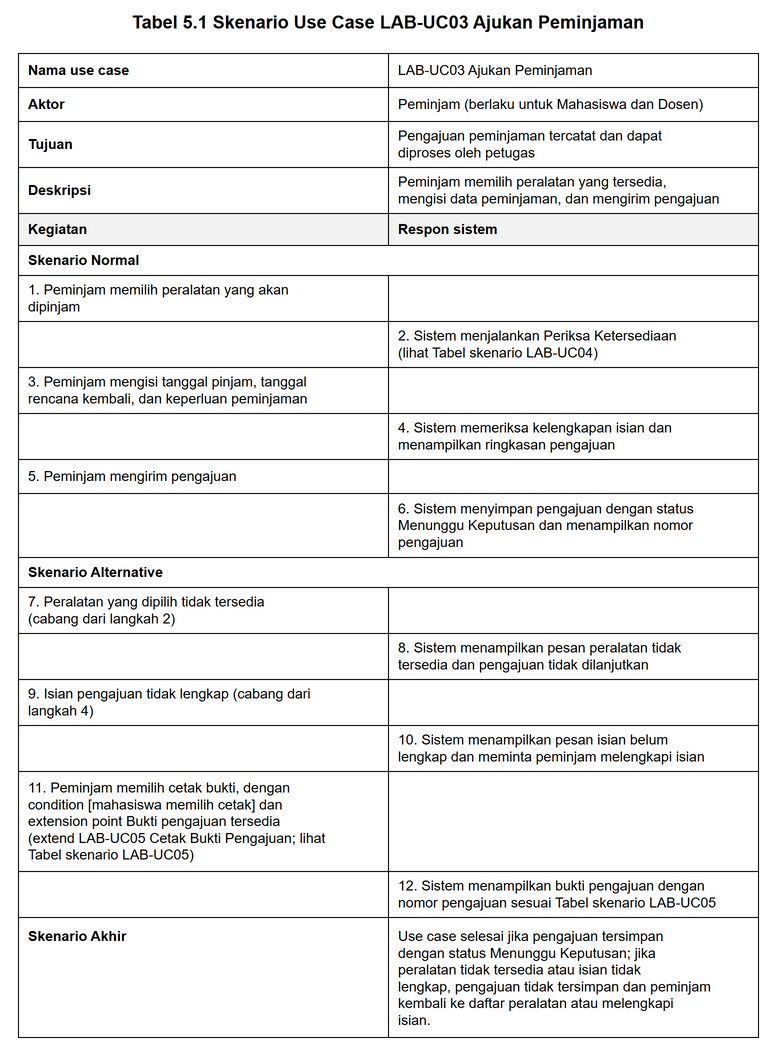 Tabel 5.1 Skenario Use Case LAB-UC03 Ajukan Peminjaman
Nama use case
LAB-UC03 Ajukan Peminjaman
Aktor
Peminjam (berlaku untuk Mahasiswa dan Dosen)
Tujuan
Pengajuan peminjaman tercatat dan dapat
diproses oleh petugas
Deskripsi
Peminjam memilih peralatan yang tersedia,
mengisi data peminjaman, dan mengirim pengajuan
Kegiatan
Respon sistem
Skenario Normal
1. Peminjam memilih peralatan yang akan
dipinjam
2. Sistem menjalankan Periksa Ketersediaan
(lihat Tabel skenario LAB-UC04)
3. Peminjam mengisi tanggal pinjam, tanggal
rencana kembali, dan keperluan peminjaman
4. Sistem memeriksa kelengkapan isian dan
menampilkan ringkasan pengajuan
5. Peminjam mengirim pengajuan
6. Sistem menyimpan pengajuan dengan status
Menunggu Keputusan dan menampilkan nomor
pengajuan
Skenario Alternative
7. Peralatan yang dipilih tidak tersedia
(cabang dari langkah 2)
8. Sistem menampilkan pesan peralatan tidak
tersedia dan pengajuan tidak dilanjutkan
9. Isian pengajuan tidak lengkap (cabang dari
langkah 4)
10. Sistem menampilkan pesan isian belum
lengkap dan meminta peminjam melengkapi isian
11. Peminjam memilih cetak bukti, dengan
condition [mahasiswa memilih cetak] dan
extension point Bukti pengajuan tersedia
(extend LAB-UC05 Cetak Bukti Pengajuan; lihat
Tabel skenario LAB-UC05)
12. Sistem menampilkan bukti pengajuan dengan
nomor pengajuan sesuai Tabel skenario LAB-UC05
Skenario Akhir
Use case selesai jika pengajuan tersimpan
dengan status Menunggu Keputusan; jika
peralatan tidak tersedia atau isian tidak
lengkap, pengajuan tidak tersimpan dan peminjam
kembali ke daftar peralatan atau melengkapi
isian.